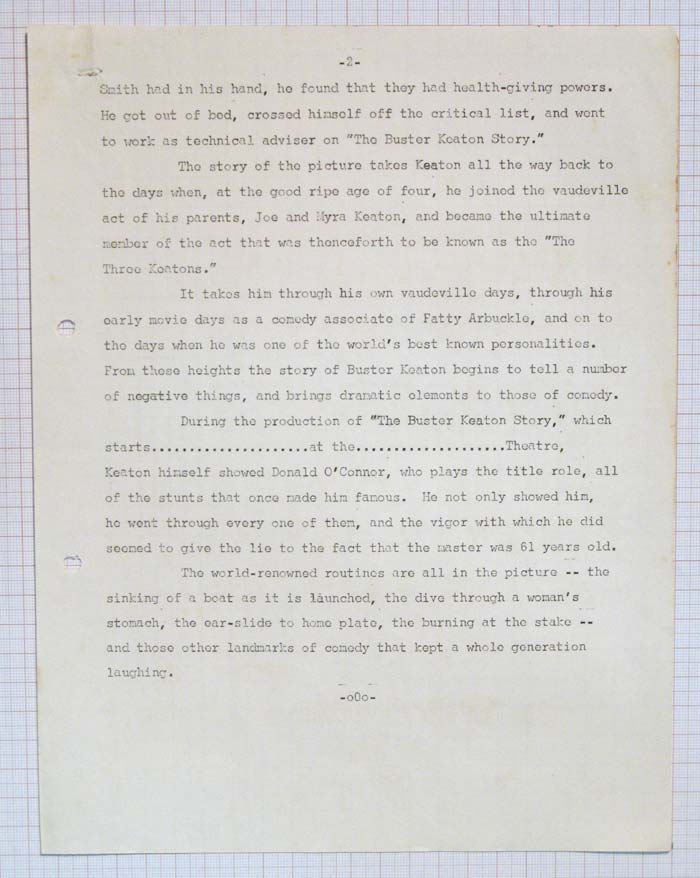 -2-
Smith had in his hand, he found that they had health-giving powers.
He got out of bed, crossed himself off the critical list, and went
to work as technical adviser on "The Buster Keaton Story."
The story of the picture takes Keaton all the way back to
the days when, at the good ripe age of four, he joined the vaudeville
act of his parents, Joe and Myra Keaton, and became the ultimate
member of the act that was thenceforth to be known as the "The
Three Keatons."
It takes him through his own vaudeville days, through his
early movie days as a comedy associate of Fatty Arbuckle, and on to
the days when he was one of the world's best known personalities.
From these heights the story of Buster Keaton begins to tell a number
of negative things, and brings dramatic elements to those of comedy.
During the production of "The Buster Keaton Story," which
starts.....................at the....................Theatre,
Keaton himself showed Donald O'Connor, who plays the title role, all
of the stunts that once made him famous. He not only showed him,
he went through every one of them, and the vigor with which he did
seemed to give the lie to the fact that the master was 61 years old.
The world-renowned routines are all in the picture -- the
sinking of a boat as it is launched, the dive through a woman's
stomach, the ear-slide to home plate, the burning at the stake --
and those other landmarks of comedy that kept a whole generation
laughing.
-o0o-